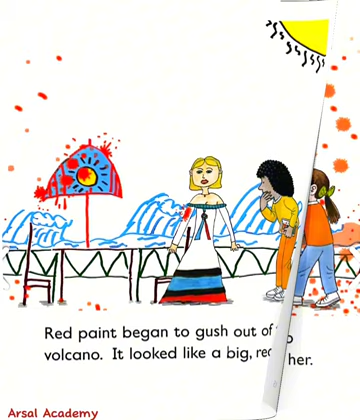 Red paint began to gush out of
volcano. It looked like a big, her.
Arsal Academy